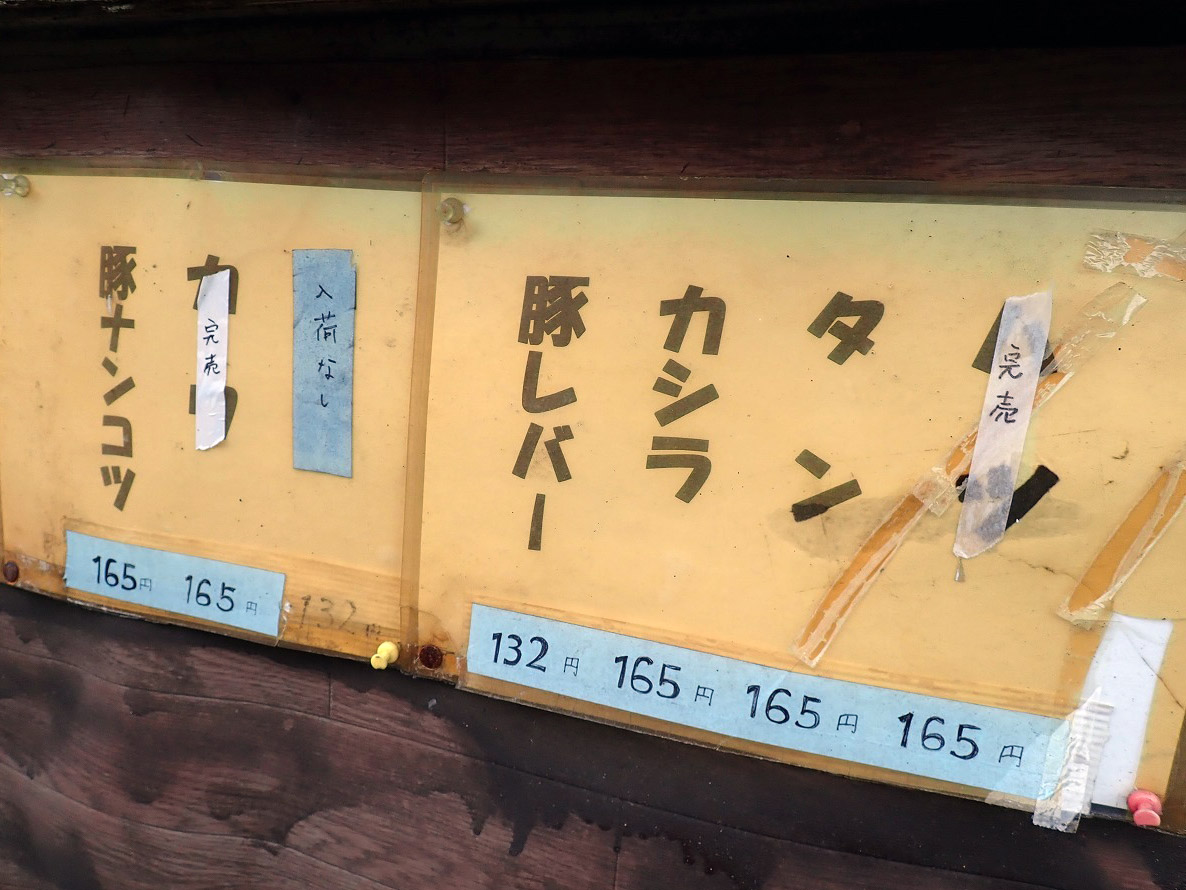 完売
タン
カシラ
豚レバー
132円 165円 165円 165円
入荷なし
カワ
完売
豚ナンコツ
165円 165円 132円